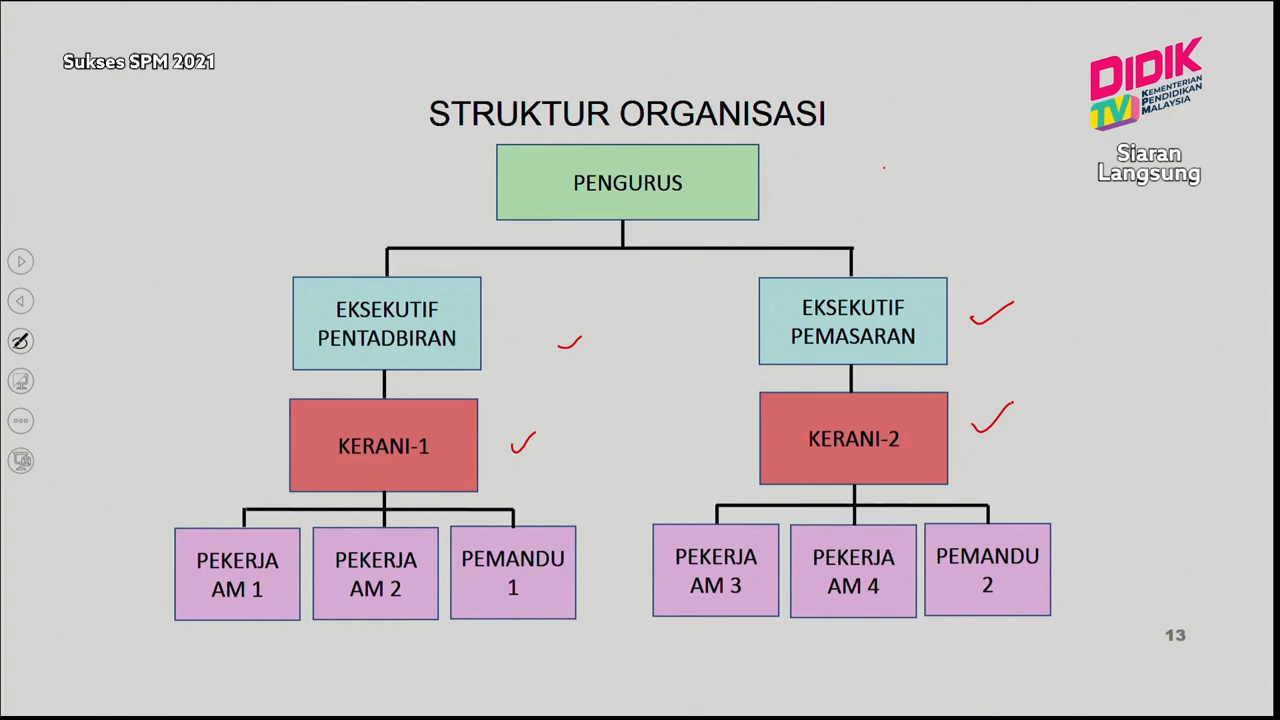 Sukses SPM 2021
DIDIK
TV
KEMENTERIAN
PENDIDIKAN
MALAYSIA
Siaran
Langsung
STRUKTUR ORGANISASI
PENGURUS
EKSEKUTIF
PENTADBIRAN
EKSEKUTIF
PEMASARAN
KERANI-1
KERANI-2
PEKERJA
AM 1
PEKERJA
AM 2
PEMANDU
1
PEKERJA
AM 3
PEKERJA
AM 4
PEMANDU
2
13